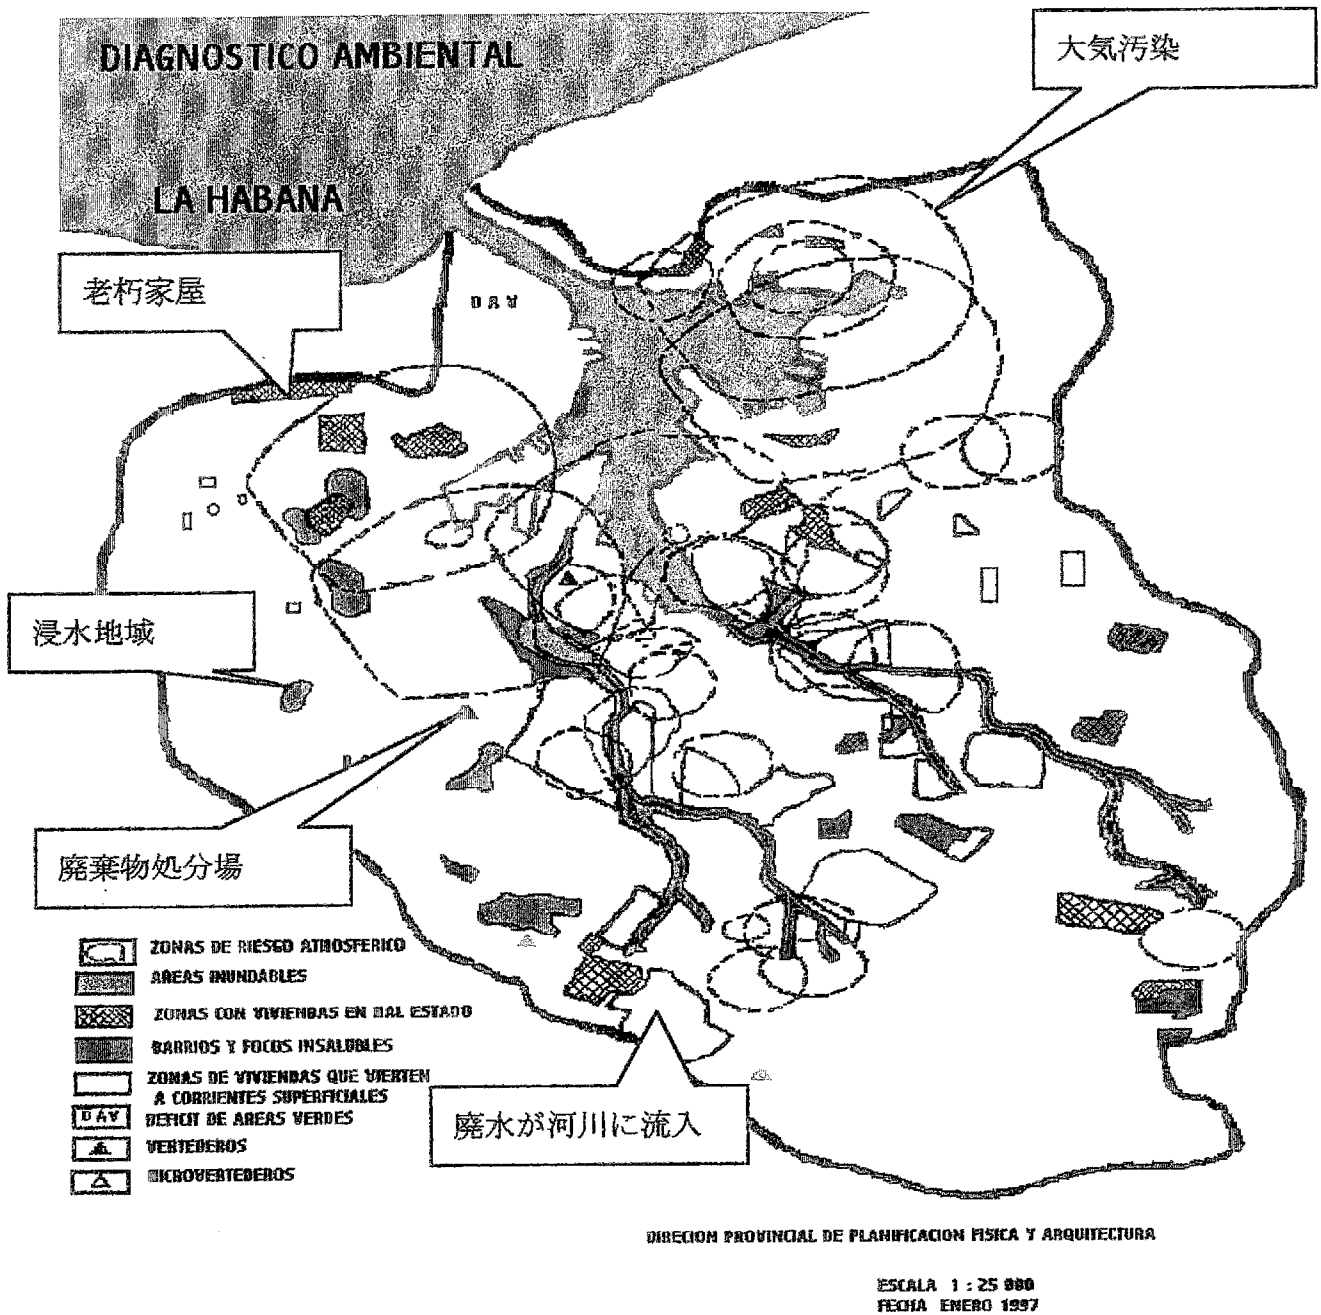 DIAGNOSTICO AMBIENTAL
LA HABANA
大気汚染
老朽家屋
D A V
浸水地域
廃棄物処分場
ZONAS DE RIESGO ATMOSFERICO
AREAS INUNDABLES
ZONAS CON VIVIENDAS EN MAL ESTADO
BARRIOS Y FOCOS INSALUBLES
ZONAS DE VIVIENDAS QUE VIERTEN
A CORRIENTES SUPERFICIALES
D A V DEFICIT DE AREAS VERDES
VERTEDEROS
MICROVERTEDEROS
廃水が河川に流入
DIRECION PROVINCIAL DE PLANIFICACION FISICA Y ARQUITECTURA
ESCALA 1 : 25 000
FECHA ENERO 1997